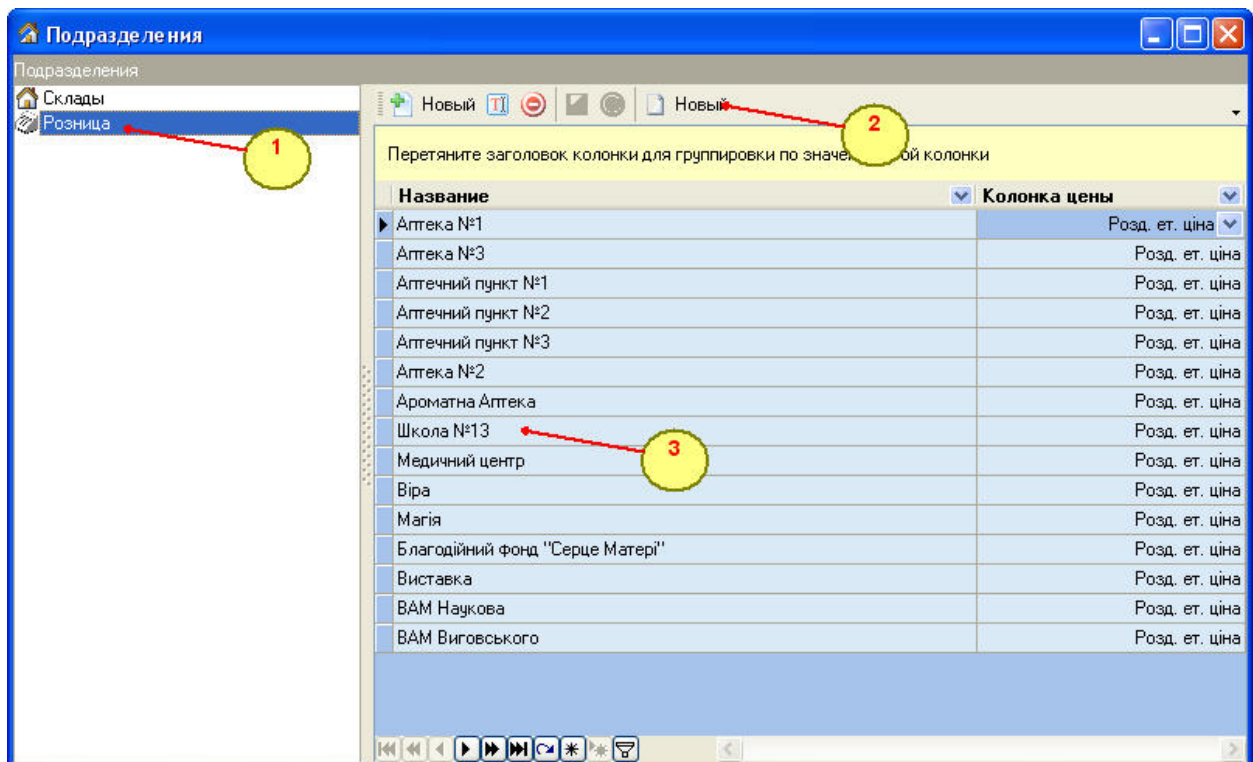 Подразделения
Подразделения
Склады
Розница
Новый Новый
1
2
Перетяните заголовок колонки для группировки по ой колонки
Название Колонка цены
Аптека №1 Розд. ет. ціна
Аптека №3 Розд. ет. ціна
Аптечний пункт №1 Розд. ет. ціна
Аптечний пункт №2 Розд. ет. ціна
Аптечний пункт №3 Розд. ет. ціна
Аптека №2 Розд. ет. ціна
Ароматна Аптека Розд. ет. ціна
Школа №13 Розд. ет. ціна
3
Медичний центр Розд. ет. ціна
Віра Розд. ет. ціна
Магія Розд. ет. ціна
Благодійний фонд "Серце Матері" Розд. ет. ціна
Виставка Розд. ет. ціна
ВАМ Наукова Розд. ет. ціна
ВАМ Виговського Розд. ет. ціна